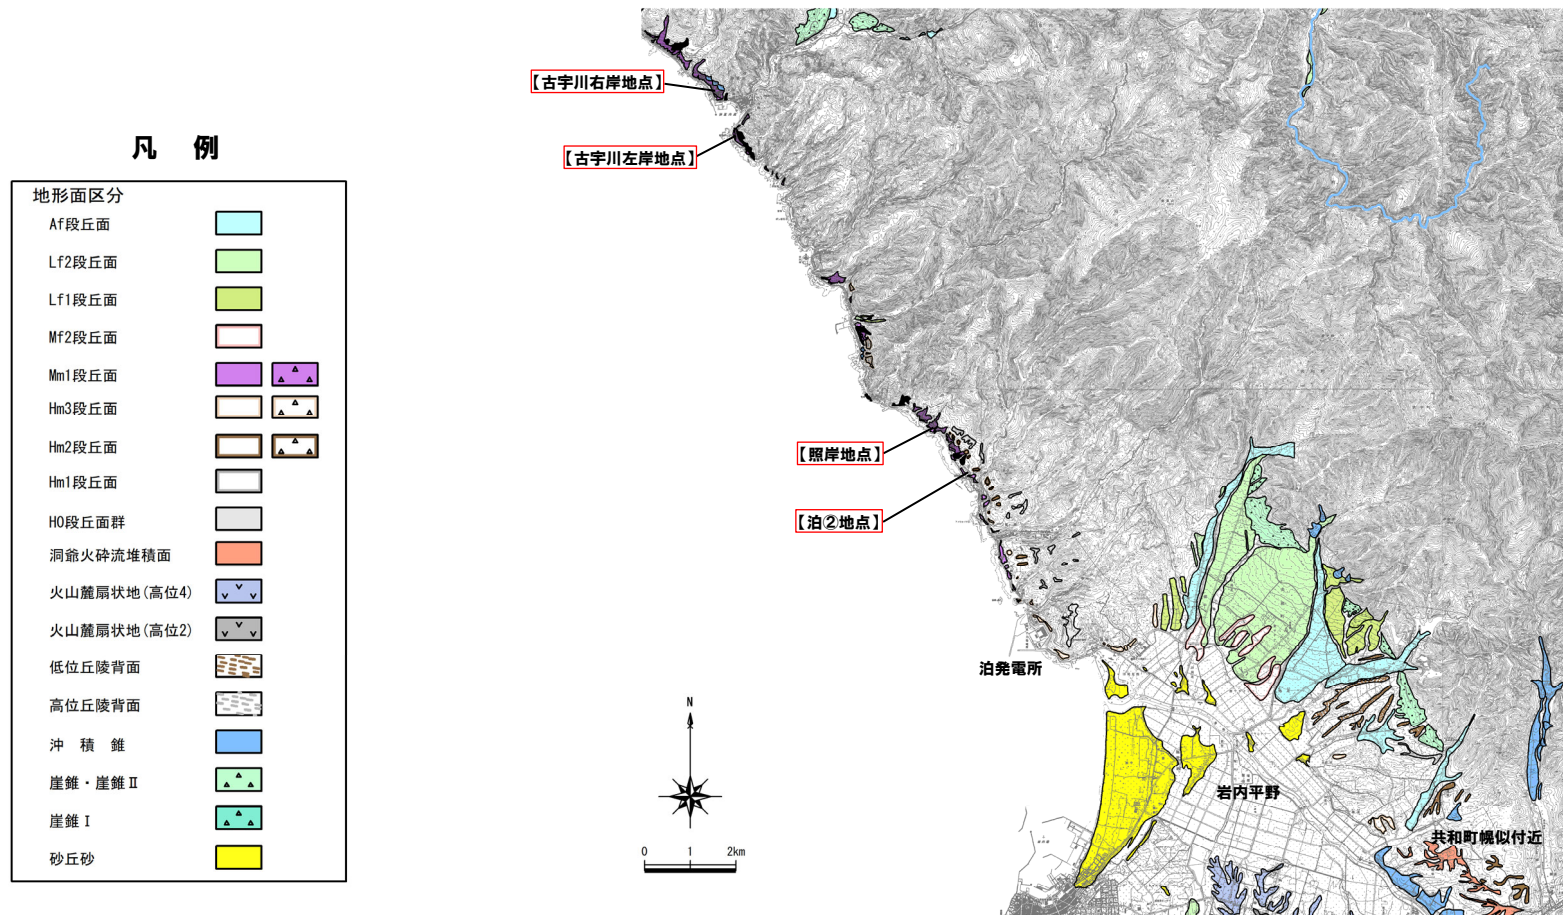 凡 例
地形面区分
Af段丘面
Lf2段丘面
Lf1段丘面
Mf2段丘面
Mm1段丘面
Hm3段丘面
Hm2段丘面
Hm1段丘面
H0段丘面群
洞爺火砕流堆積面
火山麓扇状地(高位4)
火山麓扇状地(高位2)
低位丘陵背面
高位丘陵背面
沖 積 錐
崖錐・崖錐Ⅱ
崖錐Ⅰ
砂丘砂
【古宇川右岸地点】
【古宇川左岸地点】
【照岸地点】
【泊②地点】
泊発電所
岩内平野
共和町幌似付近
N
0 1 2km